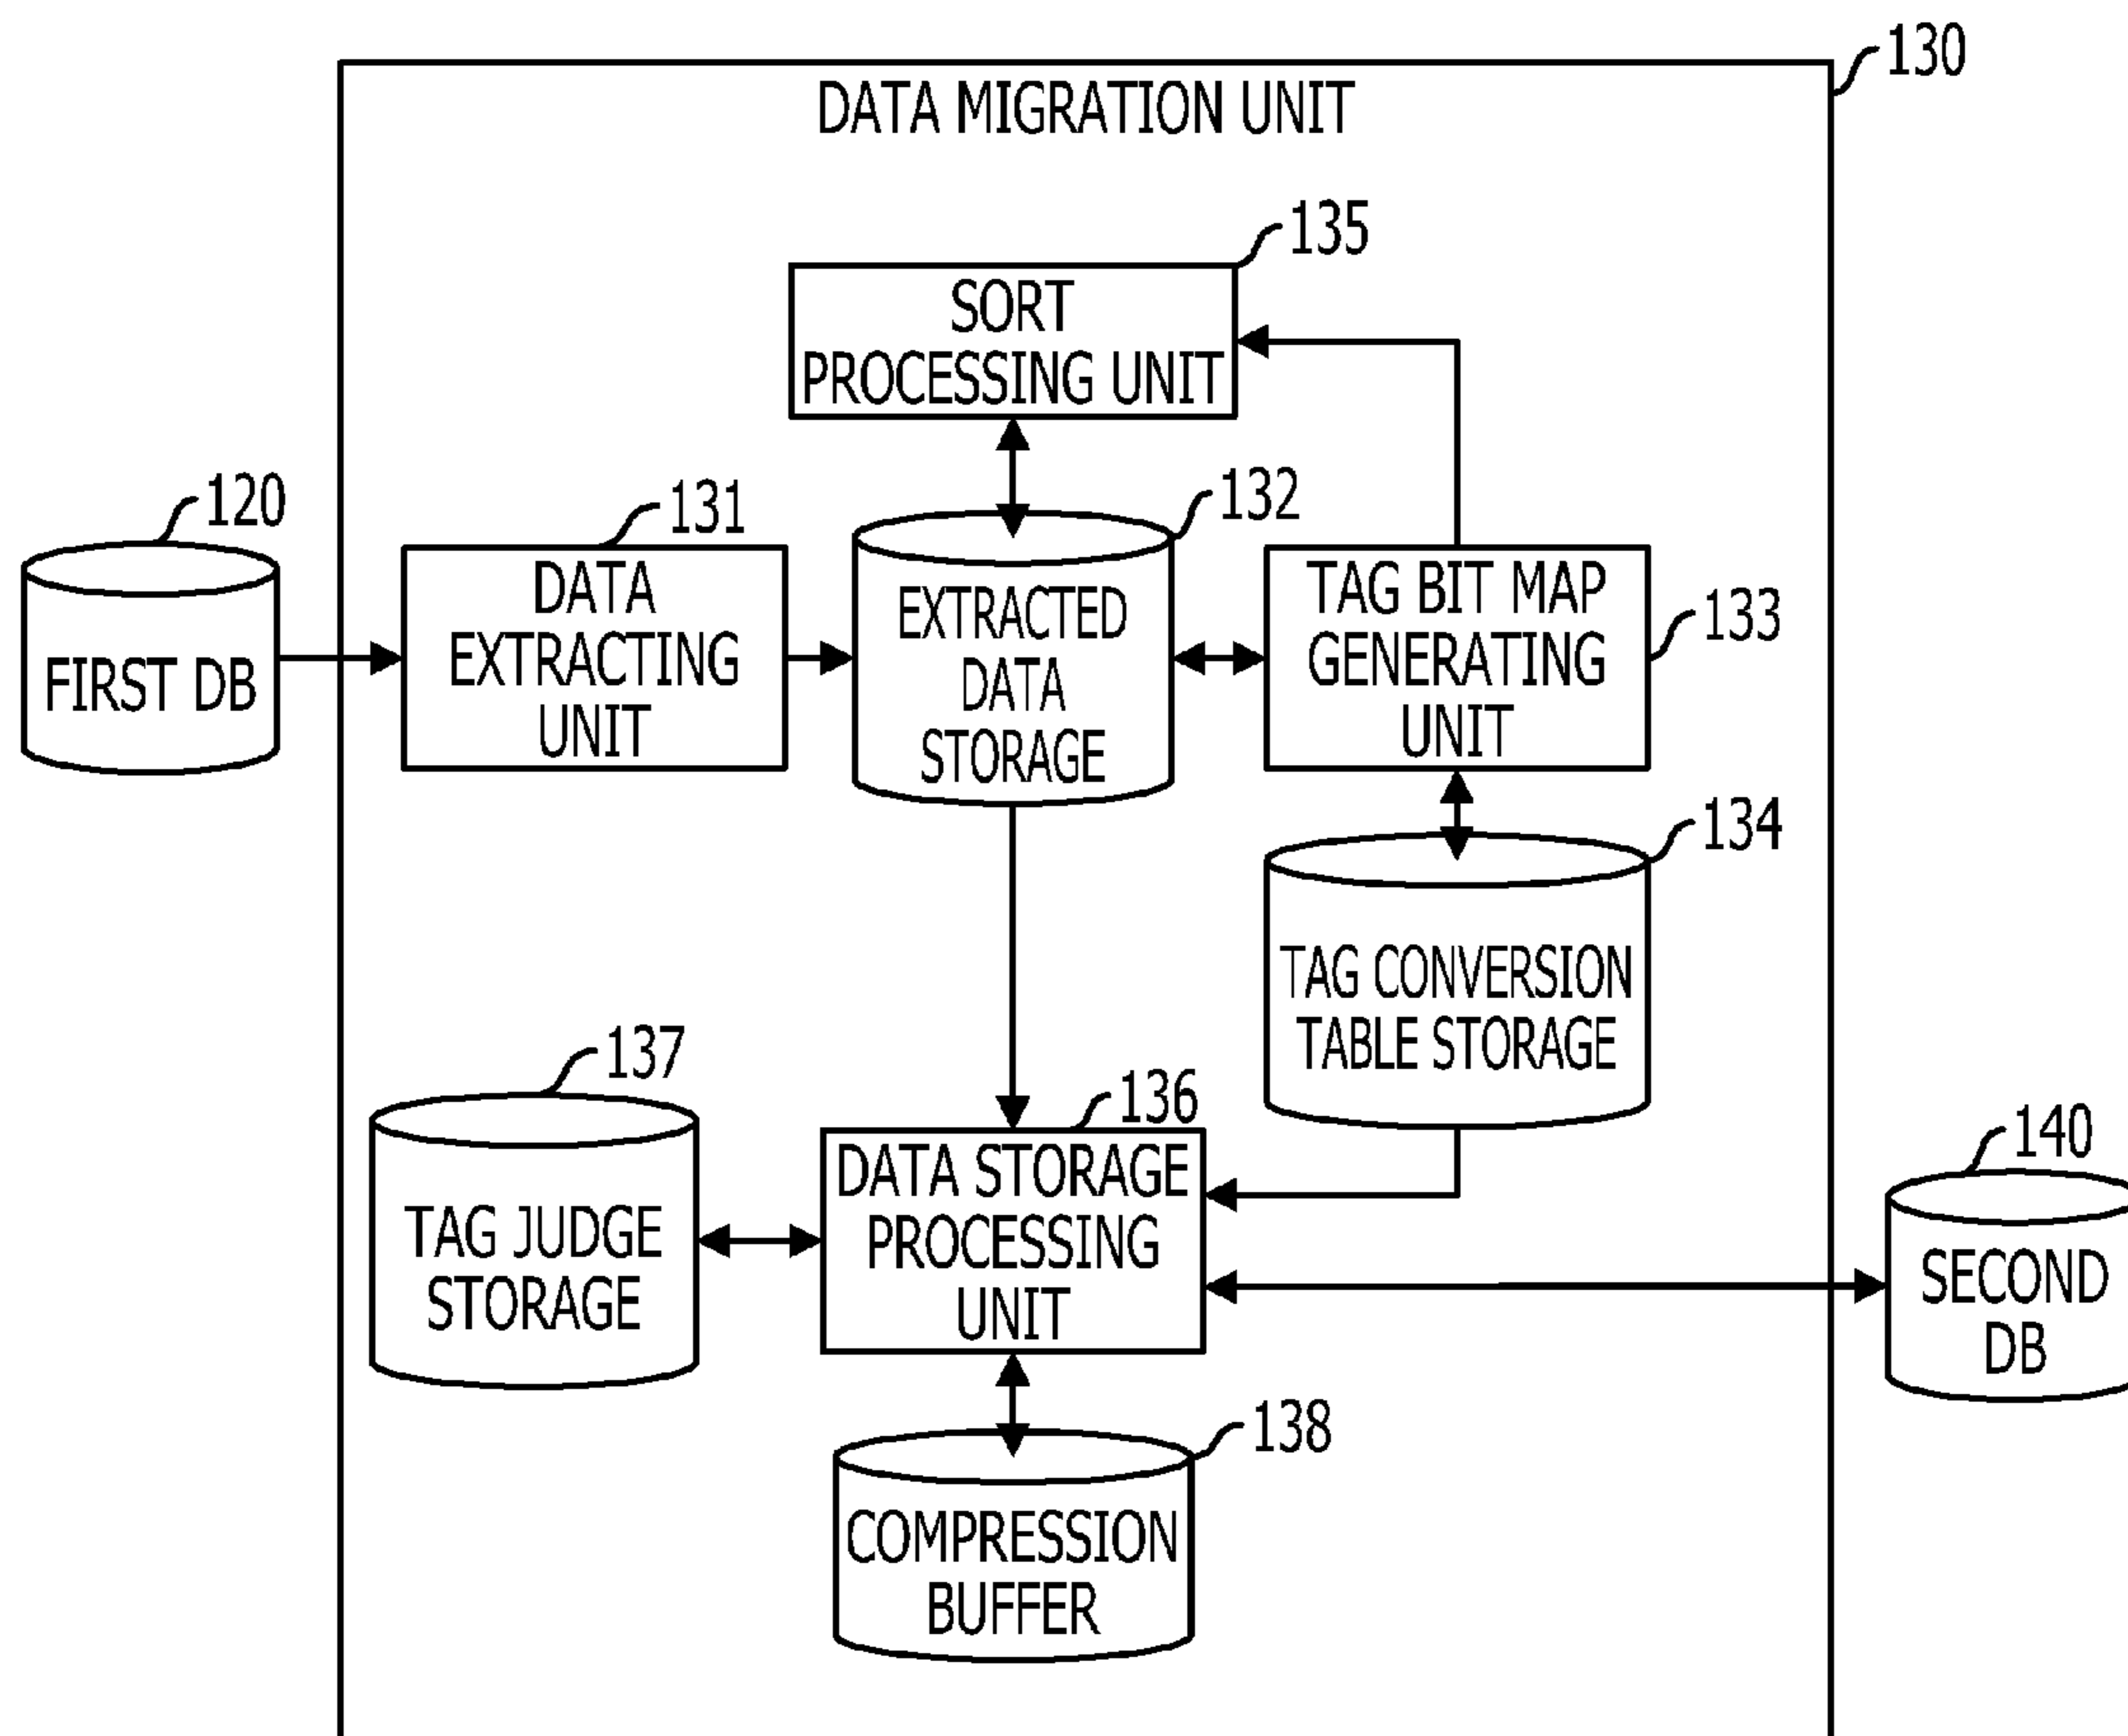 130
DATA MIGRATION UNIT
135
SORT
PROCESSING UNIT
120
FIRST DB
131
DATA
EXTRACTING
UNIT
132
EXTRACTED
DATA
STORAGE
133
TAG BIT MAP
GENERATING
UNIT
134
TAG CONVERSION
TABLE STORAGE
137
TAG JUDGE
STORAGE
136
DATA STORAGE
PROCESSING
UNIT
140
SECOND
DB
138
COMPRESSION
BUFFER